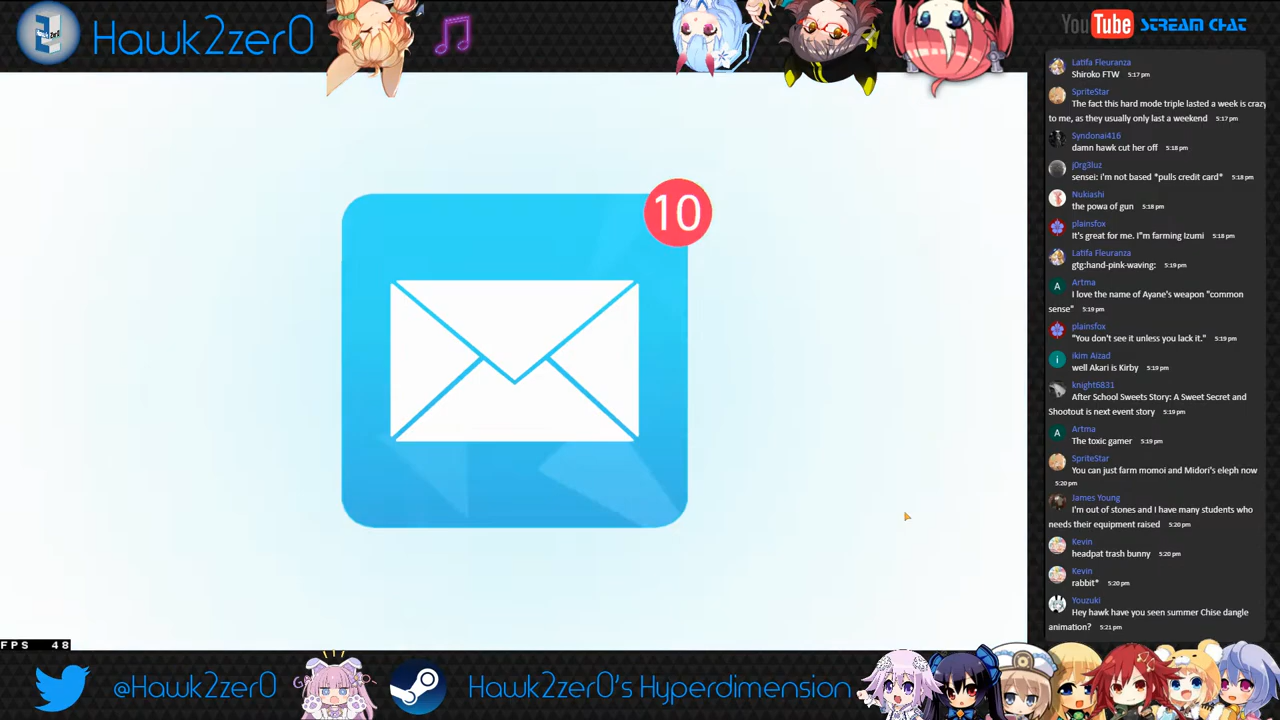 Hawk2zer0
YouTube STREAM CHAT
10
Latifa Fleuranza
Shiroko FTW 5:17 pm
SpriteStar
The fact this hard mode triple lasted a week is crazy
to me, as they usually only last a weekend 5:17 pm
Syndonai416
damn hawk cut her off 5:18 pm
j0rg3luz
sensei: i'm not based *pulls credit card* 5:18 pm
Nukiashi
the powa of gun 5:18 pm
plainsfox
It's great for me. I"m farming Izumi 5:18 pm
Latifa Fleuranza
gtg:hand-pink-waving: 5:19 pm
A
Artma
I love the name of Ayane's weapon "common
sense" 5:19 pm
plainsfox
"You don't see it unless you lack it." 5:19 pm
i
ikim Aizad
well Akari is Kirby 5:19 pm
knight6831
After School Sweets Story: A Sweet Secret and
Shootout is next event story 5:19 pm
A
Artma
The toxic gamer 5:19 pm
SpriteStar
You can just farm momoi and Midori's eleph now
5:20 pm
James Young
I'm out of stones and I have many students who
needs their equipment raised 5:20 pm
Kevin
headpat trash bunny 5:20 pm
Kevin
rabbit* 5:20 pm
Youzuki
Hey hawk have you seen summer Chise dangle
animation? 5:21 pm
FPS 48
@Hawk2zer0
Hawk2zer0's Hyperdimension